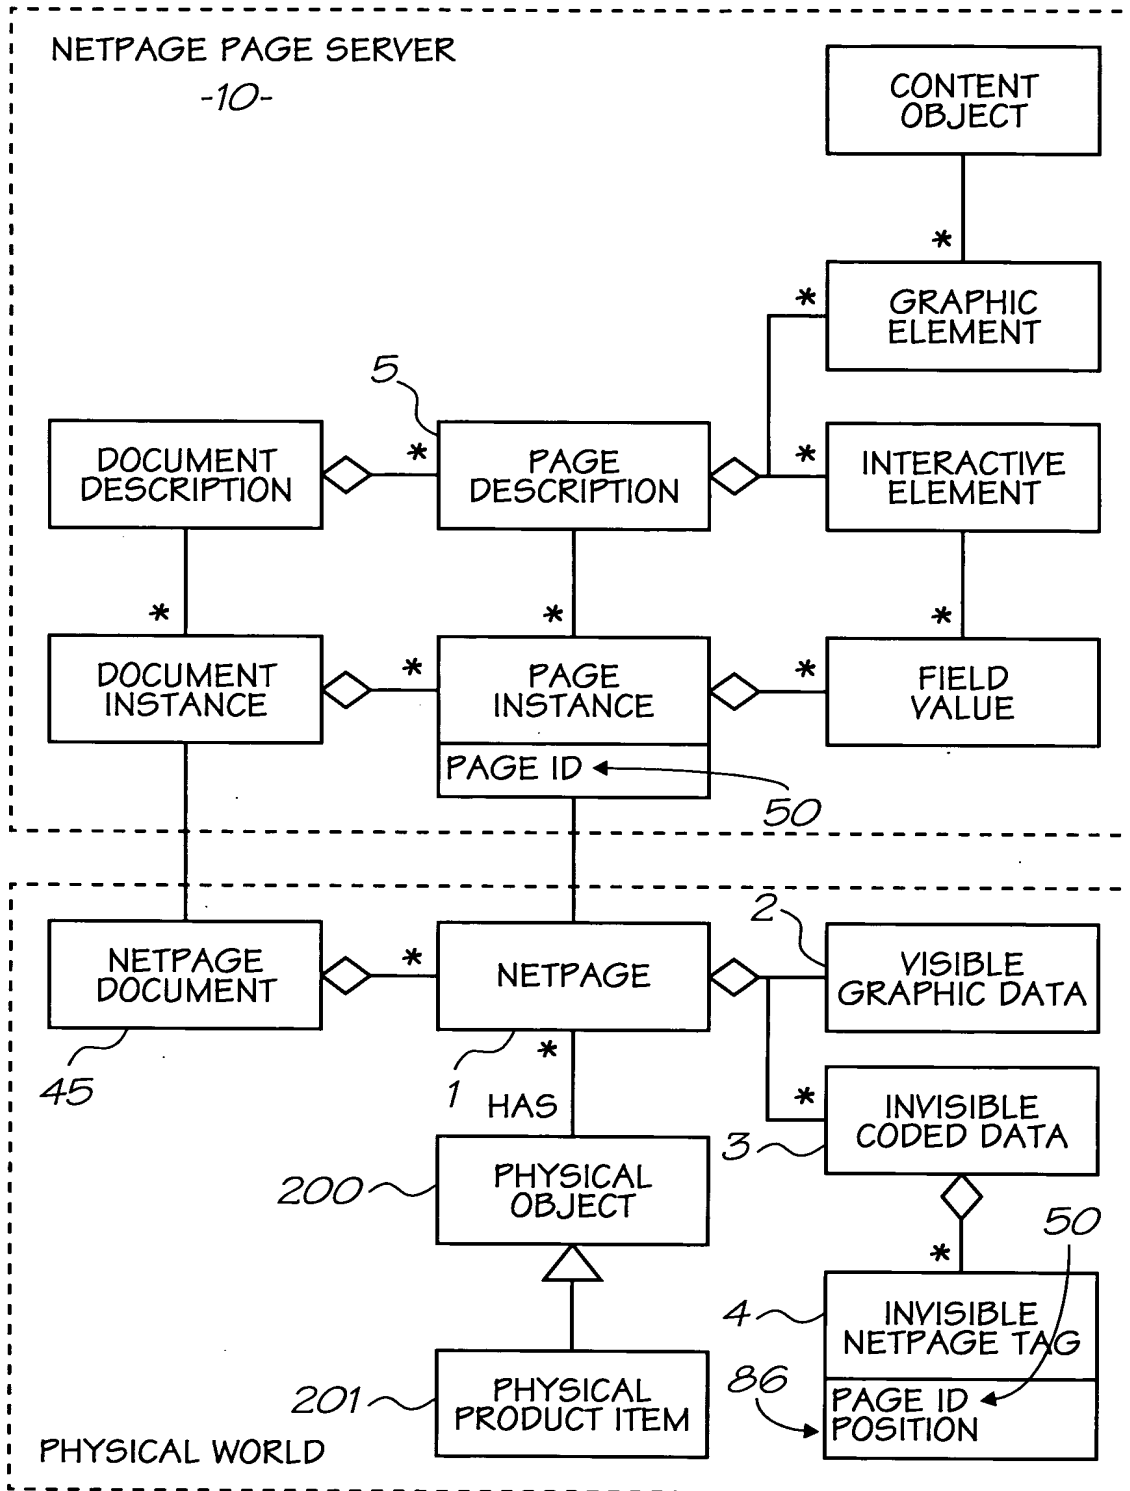 NETPAGE PAGE SERVER
-10-
CONTENT
OBJECT
*
*
GRAPHIC
ELEMENT
5
DOCUMENT
DESCRIPTION
*
PAGE
DESCRIPTION
*
INTERACTIVE
ELEMENT
*
*
*
DOCUMENT
INSTANCE
*
PAGE
INSTANCE
*
FIELD
VALUE
PAGE ID
50
2
NETPAGE
DOCUMENT
*
NETPAGE
VISIBLE
GRAPHIC DATA
45
1
*
HAS
*
3
INVISIBLE
CODED DATA
200
PHYSICAL
OBJECT
50
*
4
INVISIBLE
NETPAGE TAG
201
PHYSICAL
PRODUCT ITEM
86
PAGE ID
POSITION
PHYSICAL WORLD